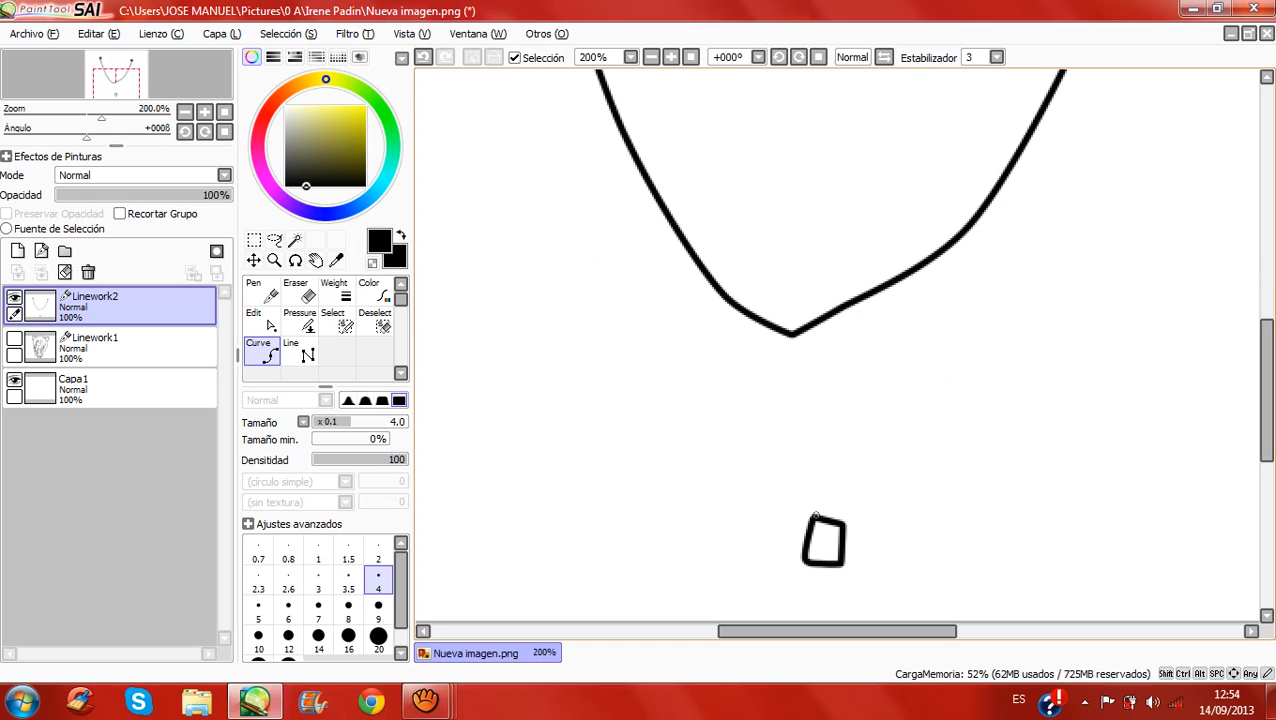 PaintTool SAI C:\Users\JOSE MANUEL\Pictures\0 A\Irene Padin\Nueva imagen.png (*)
Archivo (F) Editar (E) Lienzo (C) Capa (L) Selección (S) Filtro (T) Vista (V) Ventana (W) Otros (O)
Selección 200% +000º Normal Estabilizador 3
Zoom 200.0%
Ángulo +000º
Efectos de Pinturas
Mode Normal
Opacidad 100%
Preservar Opacidad Recortar Grupo
Fuente de Selección
Linework2
Normal
100%
Linework1
Normal
100%
Capa1
Normal
100%
Pen Eraser Weight Color
Edit Pressure Select Deselect
Curve Line
Normal
Tamaño x 0.1 4.0
Tamaño min. 0%
Densitidad 100
(círculo simple) 0
(sin textura) 0
Ajustes avanzados
0.7 0.8 1 1.5 2
2.3 2.6 3 3.5 4
5 6 7 8 9
10 12 14 16 20
Nueva imagen.png 200%
CargaMemoria: 52% (62MB usados / 725MB reservados) Shift Ctrl Alt SPC Any
ES 12:54
14/09/2013